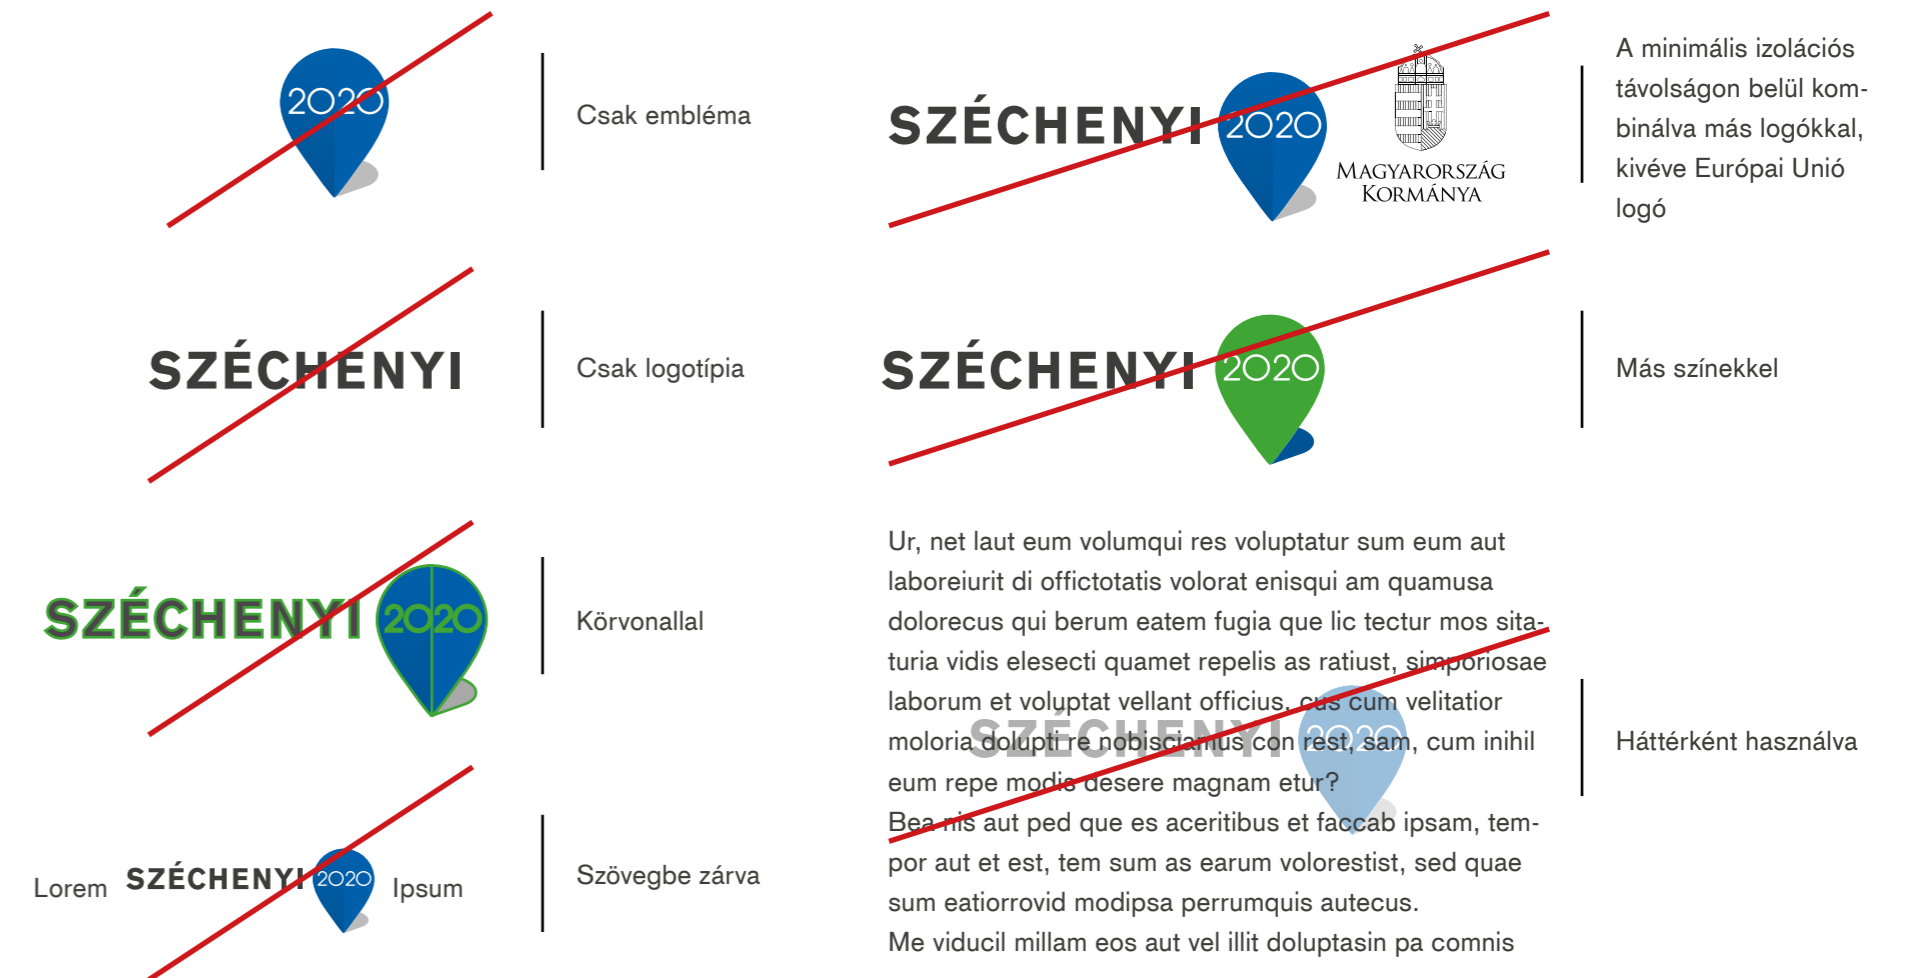 2020
Csak embléma
SZÉCHENYI
Csak logotípia
SZÉCHENYI 2020
Körvonallal
Lorem SZÉCHENYI 2020 Ipsum
Szövegbe zárva
SZÉCHENYI 2020
MAGYARORSZÁG
KORMÁNYA
A minimális izolációs
távolságon belül kom-
binálva más logókkal,
kivéve Európai Unió
logó
SZÉCHENYI 2020
Más színekkel
Ur, net laut eum volumqui res voluptatur sum eum aut
laboreiurit di offictotatis volorat enisqui am quamusa
dolorecus qui berum eatem fugia que lic tectur mos sita-
turia vidis elesecti quamet repelis as ratiust, simporiosae
laborum et voluptat vellant officius, cus cum velitatior
moloria dolupti re nobisciamus con rest, sam, cum inihil
eum repe modis desere magnam etur?
Bea nis aut ped que es aceritibus et faccab ipsam, tem-
por aut et est, tem sum as earum volorestist, sed quae
sum eatiorrovid modipsa perrumquis autecus.
Me viducil millam eos aut vel illit doluptasin pa comnis
SZÉCHENYI 2020
Háttérként használva